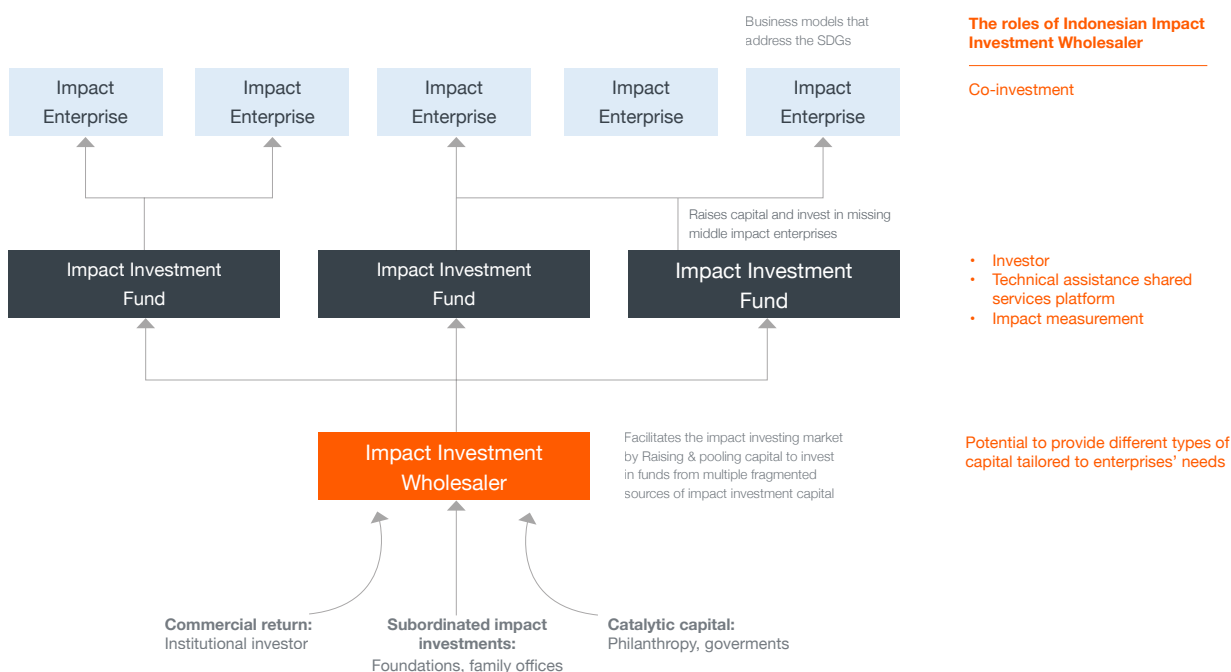 Business models that
address the SDGs
The roles of Indonesian Impact
Investment Wholesaler
Impact
Enterprise
Impact
Enterprise
Impact
Enterprise
Impact
Enterprise
Impact
Enterprise
Co-investment
Raises capital and invest in missing
middle impact enterprises
Impact Investment
Fund
Impact Investment
Fund
Impact Investment
Fund
• Investor
• Technical assistance shared
services platform
• Impact measurement
Impact Investment
Wholesaler
Facilitates the impact investing market
by Raising & pooling capital to invest
in funds from multiple fragmented
sources of impact investment capital
Potential to provide different types of
capital tailored to enterprises’ needs
Commercial return:
Institutional investor
Subordinated impact
investments:
Foundations, family offices
Catalytic capital:
Philanthropy, goverments